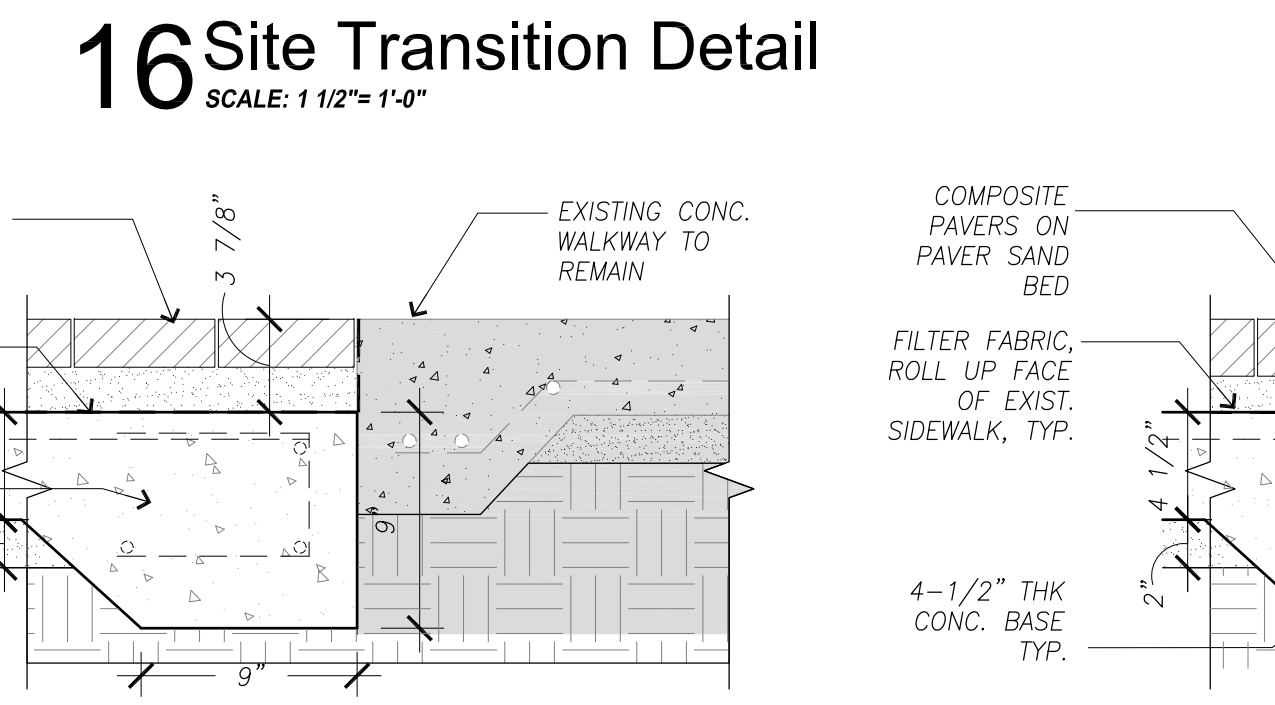 16 Site Transition Detail
SCALE: 1 1/2"= 1'-0"
3 7/8"
EXISTING CONC.
WALKWAY TO
REMAIN
9"
9"
COMPOSITE
PAVERS ON
PAVER SAND
BED
FILTER FABRIC,
ROLL UP FACE
OF EXIST.
SIDEWALK, TYP.
4 1/2"
2"
4-1/2" THK
CONC. BASE
TYP.